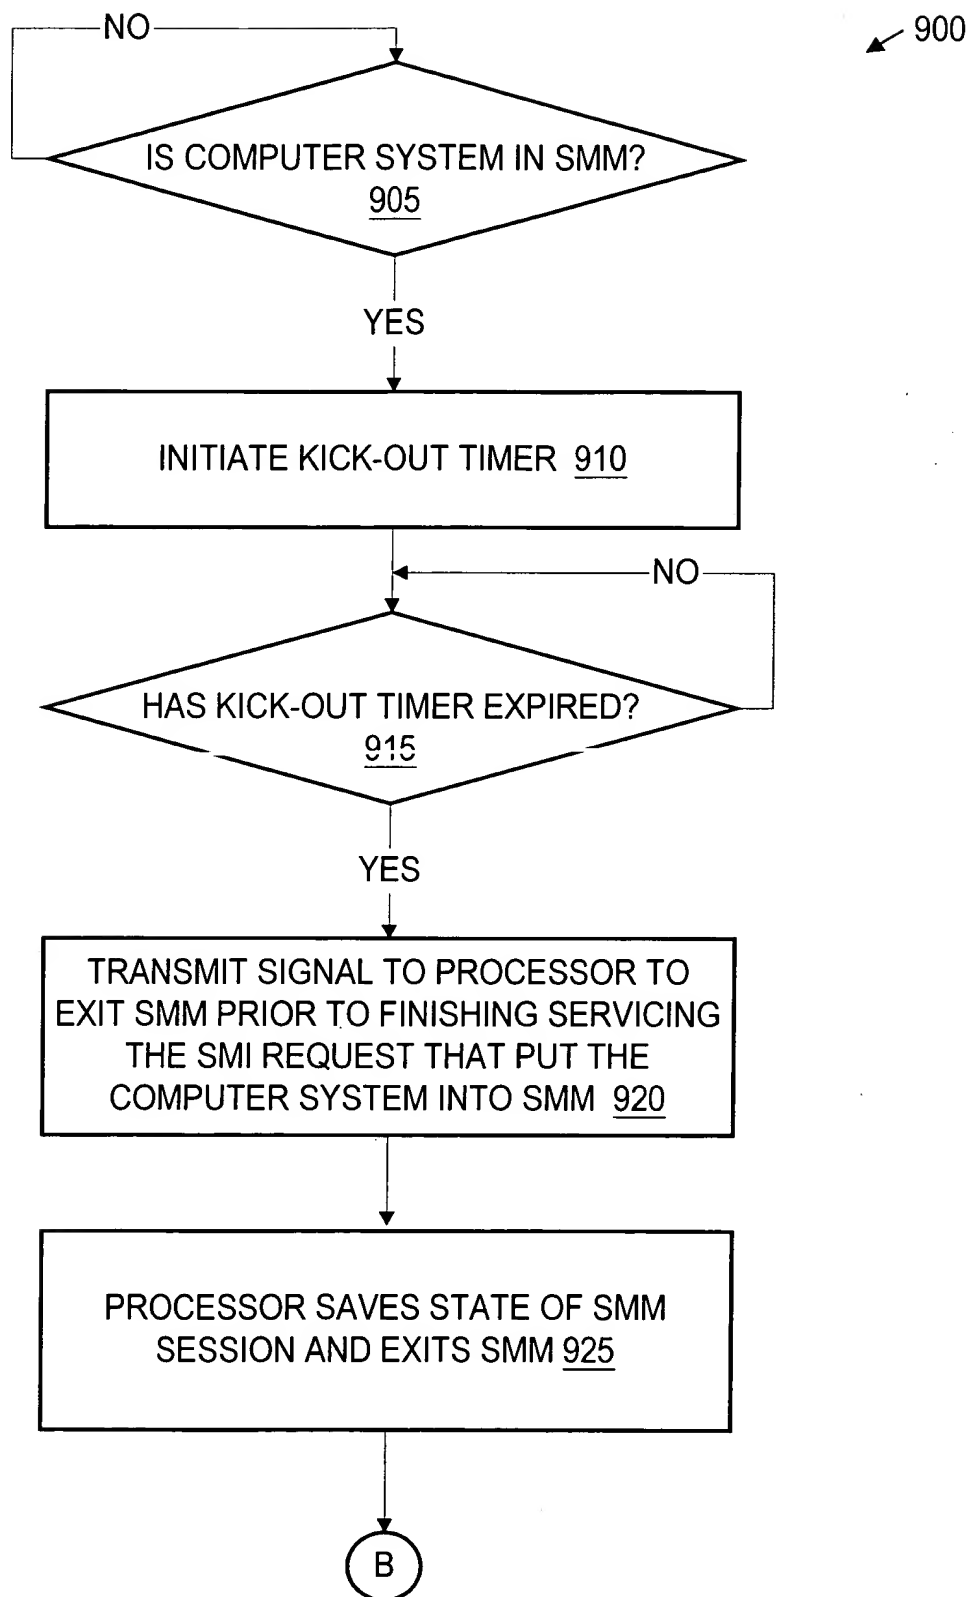 NO
900
IS COMPUTER SYSTEM IN SMM?
905
YES
INITIATE KICK-OUT TIMER 910
NO
HAS KICK-OUT TIMER EXPIRED?
915
YES
TRANSMIT SIGNAL TO PROCESSOR TO
EXIT SMM PRIOR TO FINISHING SERVICING
THE SMI REQUEST THAT PUT THE
COMPUTER SYSTEM INTO SMM 920
PROCESSOR SAVES STATE OF SMM
SESSION AND EXITS SMM 925
B